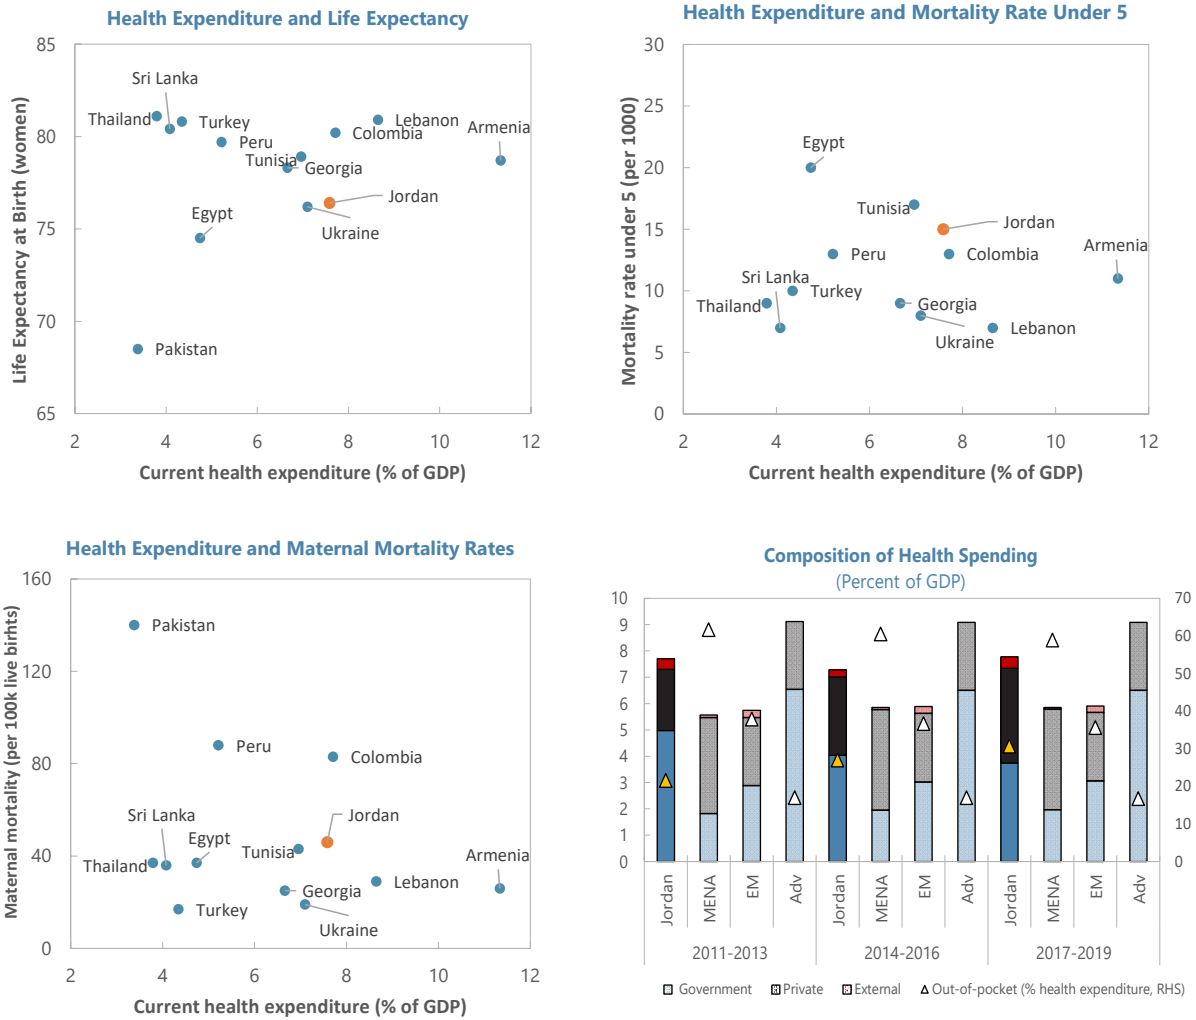 Health Expenditure and Life Expectancy
85
80
75
70
65
Life Expectancy at Birth (women)
Sri Lanka
Thailand
Turkey
Peru
Tunisia
Georgia
Colombia
Lebanon
Armenia
Jordan
Ukraine
Egypt
Pakistan
2 4 6 8 10 12
Current health expenditure (% of GDP)
Health Expenditure and Mortality Rate Under 5
30
25
20
15
10
5
0
Mortality rate under 5 (per 1000)
Egypt
Tunisia
Jordan
Peru
Colombia
Armenia
Sri Lanka
Turkey
Thailand
Georgia
Ukraine
Lebanon
2 4 6 8 10 12
Current health expenditure (% of GDP)
Health Expenditure and Maternal Mortality Rates
160
120
80
40
0
Maternal mortality (per 100k live birhts)
Pakistan
Peru
Colombia
Sri Lanka
Egypt
Jordan
Thailand
Tunisia
Armenia
Georgia
Lebanon
Turkey
Ukraine
2 4 6 8 10 12
Current health expenditure (% of GDP)
Composition of Health Spending
(Percent of GDP)
10
9
8
7
6
5
4
3
2
1
0
70
60
50
40
30
20
10
0
Jordan MENA EM Adv Jordan MENA EM Adv Jordan MENA EM Adv
2011-2013 2014-2016 2017-2019
Government Private External Out-of-pocket (% health expenditure, RHS)